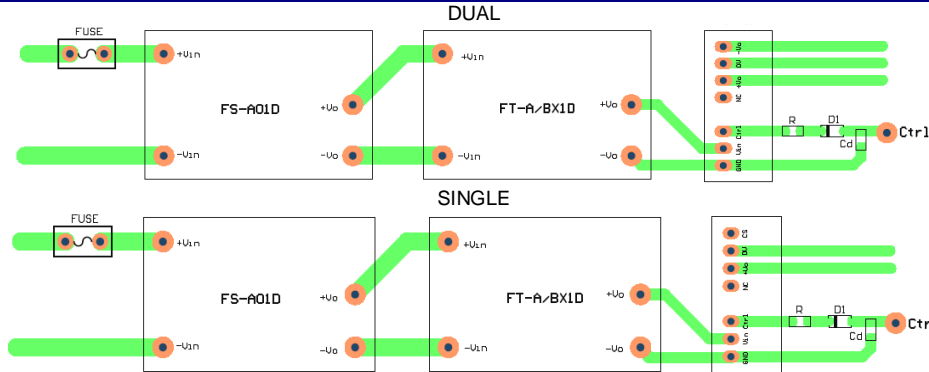 DUAL
FUSE
+Vin
-Vin
FS-A01D
+Vo
-Vo
+Vin
-Vin
FT-A/BX1D
+Vo
-Vo
-Vo
0V
+Vo
NC
Ctrl
Vin
GND
R
D1
Cd
Ctrl
SINGLE
FUSE
+Vin
-Vin
FS-A01D
+Vo
-Vo
+Vin
-Vin
FT-A/BX1D
+Vo
-Vo
CS
0V
+Vo
NC
Ctrl
Vin
GND
R
D1
Cd
Ctrl